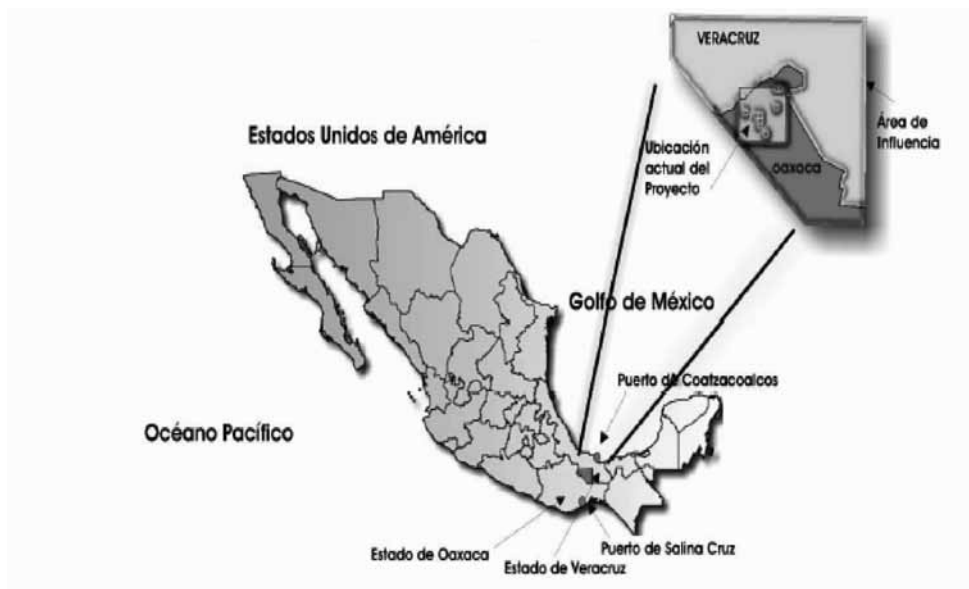 VERACRUZ
Estados Unidos de América
Área de
Influencia
Ubicación
actual del
Proyecto
oaxaca
Golfo de México
Puerto de Coatzacoalcos
Océano Pacífico
Estado de Oaxaca
Puerto de Salina Cruz
Estado de Veracruz